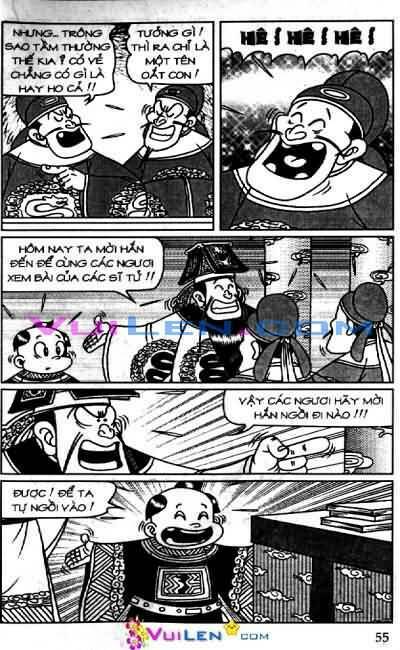 NHƯNG... TRÔNG
SAO TẦM THƯỜNG
THẾ KIA? CÓ VẺ
CHẲNG CÓ GÌ LÀ
HAY HO CẢ!!
TƯỞNG GÌ!
THÌ RA CHỈ LÀ
MỘT TÊN
OẮT CON!
HÊ! HÊ! HÊ!
HÔM NAY TA MỜI HẮN
ĐẾN ĐỂ CÙNG CÁC NGƯƠI
XEM BÀI CỦA CÁC SĨ TỬ!!
VUILEN.COM
VẬY CÁC NGƯƠI HÃY MỜI
HẮN NGỒI ĐI NÀO!!!
ĐƯỢC! ĐỂ TA
TỰ NGỒI VÀO!
55
VUILEN.COM